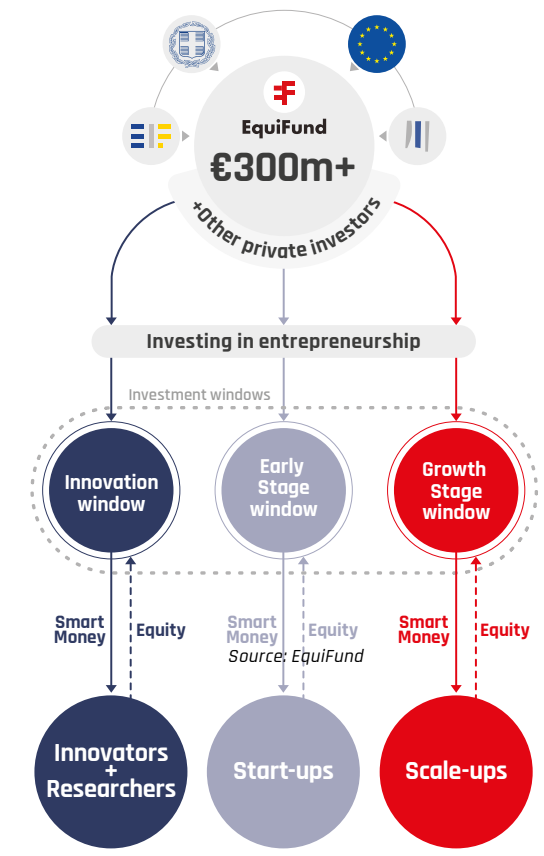 EquiFund
€300m+
+Other private investors
Investing in entrepreneurship
Investment windows
Innovation
window
Early
Stage
window
Growth
Stage
window
Smart
Money
Equity
Smart
Money
Equity
Smart
Money
Equity
Source: EquiFund
Innovators
+
Researchers
Start-ups
Scale-ups